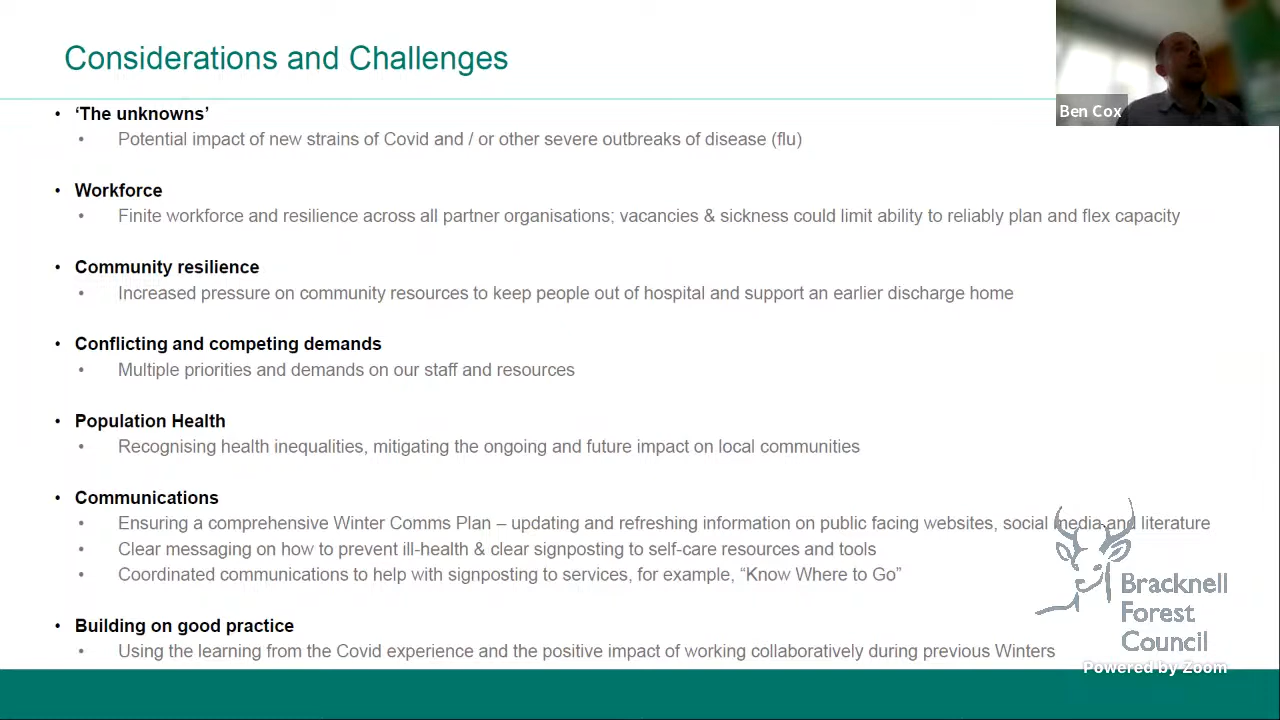 Considerations and Challenges
Ben Cox
• ‘The unknowns’
• Potential impact of new strains of Covid and / or other severe outbreaks of disease (flu)
• Workforce
• Finite workforce and resilience across all partner organisations; vacancies & sickness could limit ability to reliably plan and flex capacity
• Community resilience
• Increased pressure on community resources to keep people out of hospital and support an earlier discharge home
• Conflicting and competing demands
• Multiple priorities and demands on our staff and resources
• Population Health
• Recognising health inequalities, mitigating the ongoing and future impact on local communities
• Communications
• Ensuring a comprehensive Winter Comms Plan – updating and refreshing information on public facing websites, social media and literature
• Clear messaging on how to prevent ill-health & clear signposting to self-care resources and tools
• Coordinated communications to help with signposting to services, for example, “Know Where to Go”
• Building on good practice
• Using the learning from the Covid experience and the positive impact of working collaboratively during previous Winters
Bracknell
Forest
Council
Powered by Zoom